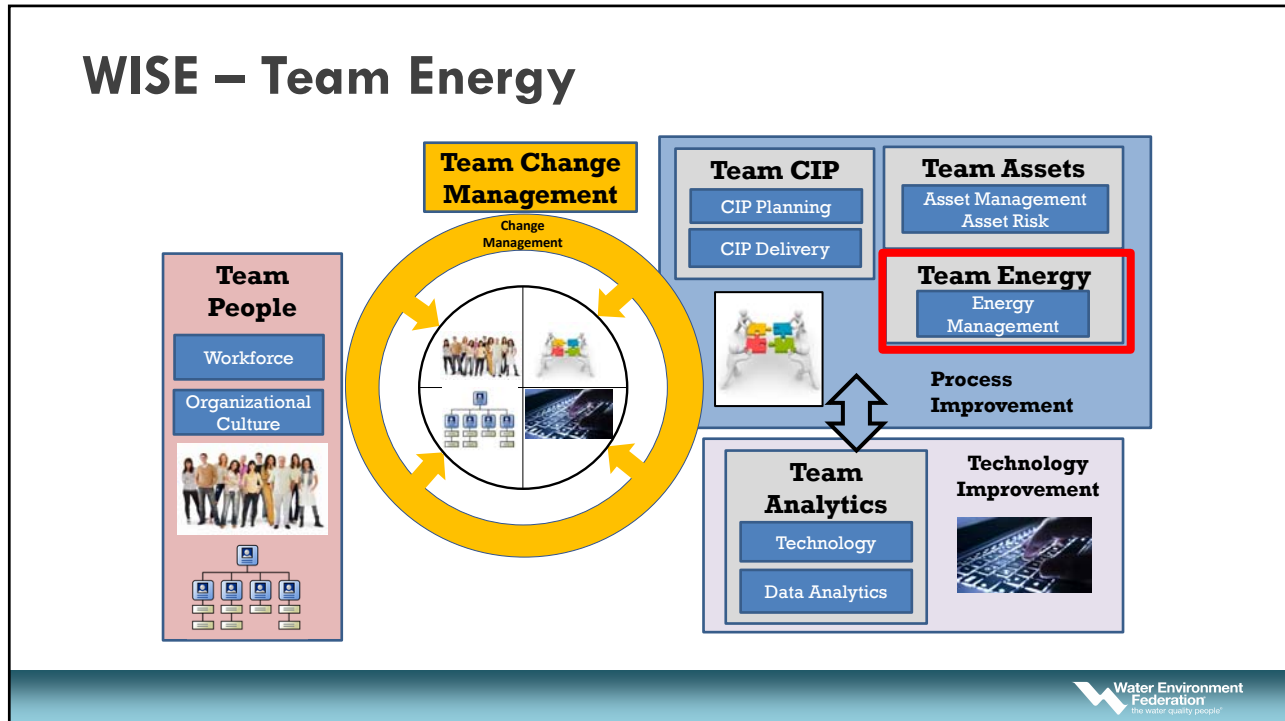 WISE – Team Energy
Team Change
Management
Change
Management
Team
People
Workforce
Organizational
Culture
Team CIP
CIP Planning
CIP Delivery
Team Assets
Asset Management
Asset Risk
Team Energy
Energy
Management
Process
Improvement
Team
Analytics
Technology
Data Analytics
Technology
Improvement
Water Environment
Federation
the water quality people®